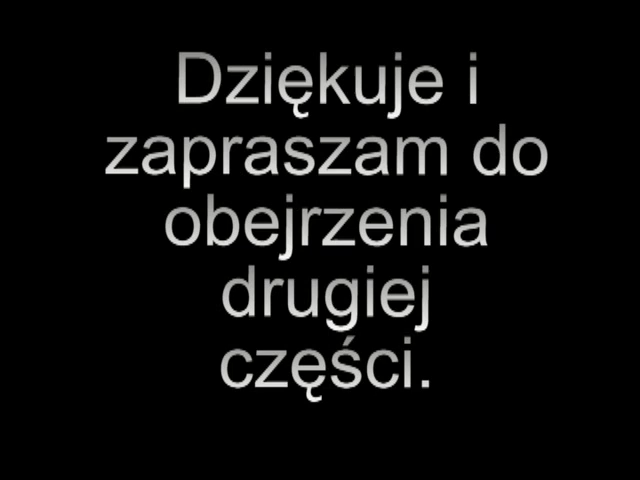 Dziękuje i
zapraszam do
obejrzenia
drugiej
części.